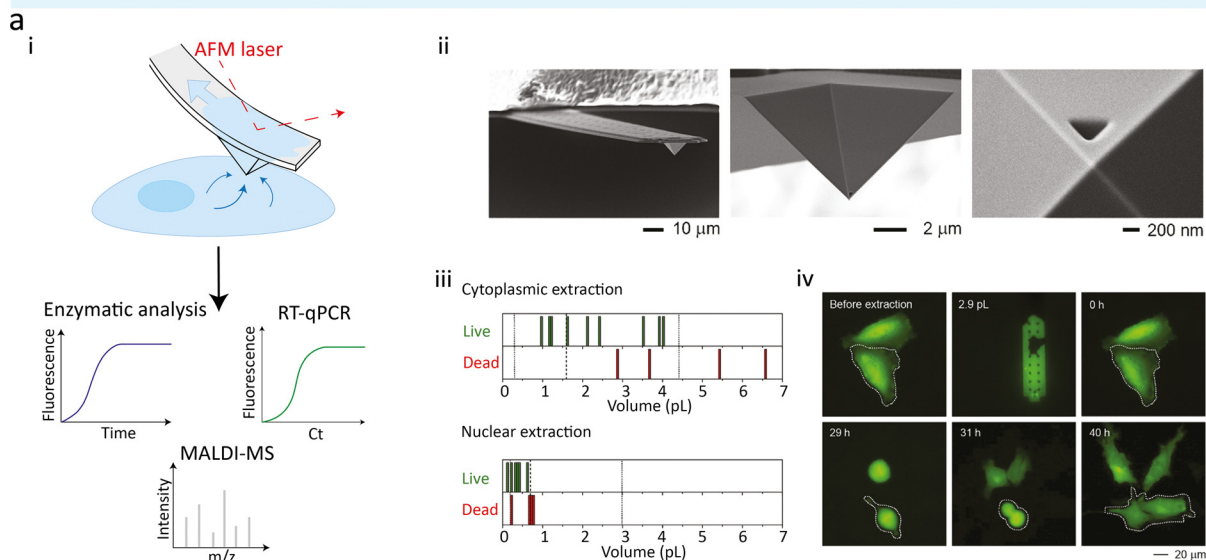 a
i
AFM laser
Enzymatic analysis
Fluorescence
Time
RT-qPCR
Fluorescence
Ct
MALDI-MS
Intensity
m/z
ii
10 µm
2 µm
200 nm
iii
Cytoplasmic extraction
Live
Dead
0 1 2 3 4 5 6 7
Volume (pL)
Nuclear extraction
Live
Dead
0 1 2 3 4 5 6 7
Volume (pL)
iv
Before extraction
2.9 pL
0 h
29 h
31 h
40 h
20 µm